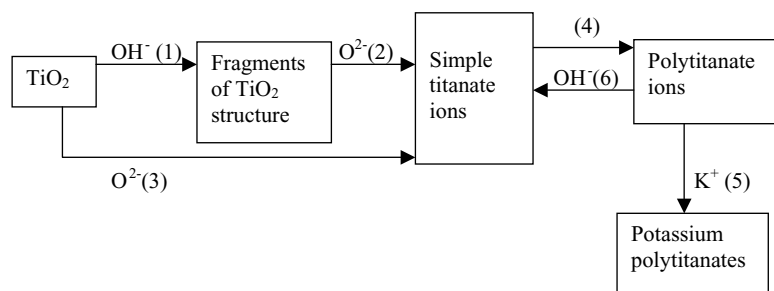 TiO₂
OH⁻ (1)
Fragments
of TiO₂
structure
O²⁻(2)
Simple
titanate
ions
(4)
OH⁻(6)
Polytitanate
ions
O²⁻(3)
K⁺ (5)
Potassium
polytitanates